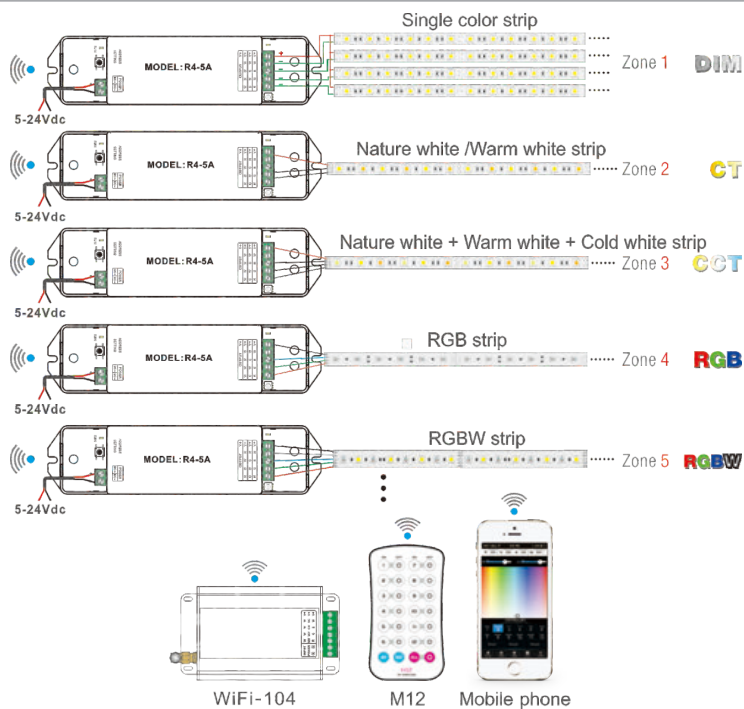 Single color strip
MODEL:R4-5A
Zone 1
DIM
5-24Vdc
Nature white /Warm white strip
MODEL:R4-5A
Zone 2
CT
5-24Vdc
Nature white + Warm white + Cold white strip
MODEL:R4-5A
Zone 3
CCT
5-24Vdc
RGB strip
MODEL:R4-5A
Zone 4
RGB
5-24Vdc
RGBW strip
MODEL:R4-5A
Zone 5
RGBW
5-24Vdc
WiFi-104
M12
Mobile phone